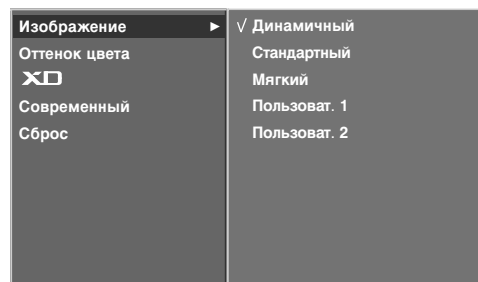 Изображение ►
Оттенок цвета
XD
Современный
Сброс
√ Динамичный
Стандартный
Мягкий
Пользоват. 1
Пользоват. 2